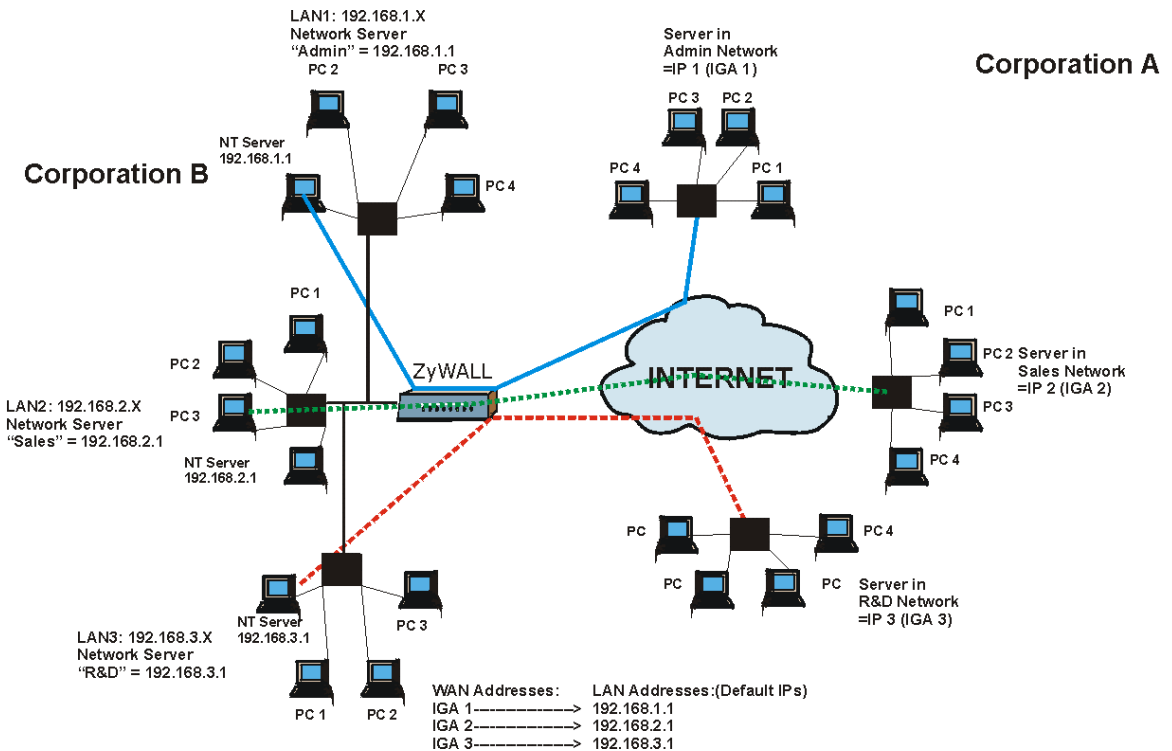 LAN1: 192.168.1.X
Network Server
“Admin” = 192.168.1.1
PC 2
PC 3
NT Server
192.168.1.1
PC 4
Corporation B
Server in
Admin Network
=IP 1 (IGA 1)
PC 3
PC 2
PC 4
PC 1
Corporation A
PC 1
PC 2
PC 3
LAN2: 192.168.2.X
Network Server
“Sales” = 192.168.2.1
NT Server
192.168.2.1
ZyWALL
INTERNET
PC 1
PC 2
Server in
Sales Network
=IP 2 (IGA 2)
PC 3
PC 4
NT Server
192.168.3.1
PC 3
LAN3: 192.168.3.X
Network Server
“R&D” = 192.168.3.1
PC 1
PC 2
PC
PC 4
PC
PC
Server in
R&D Network
=IP 3 (IGA 3)
WAN Addresses: LAN Addresses:(Default IPs)
IGA 1------------------> 192.168.1.1
IGA 2------------------> 192.168.2.1
IGA 3------------------> 192.168.3.1